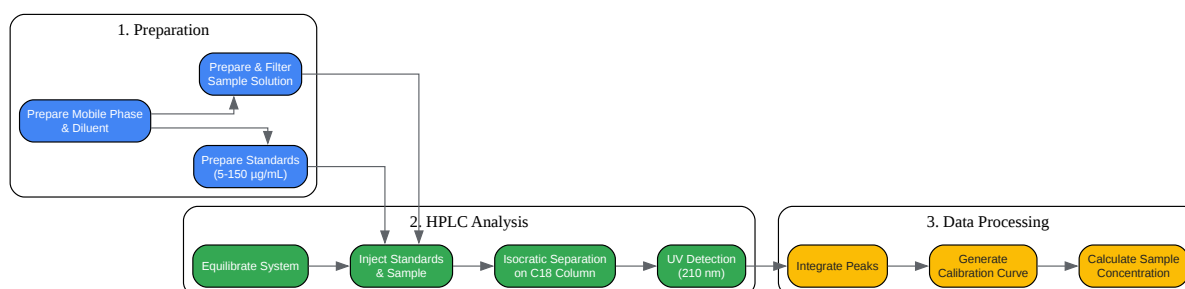 1. Preparation
Prepare & Filter
Sample Solution
Prepare Mobile Phase
& Diluent
Prepare Standards
(5-150 µg/mL)
2. HPLC Analysis
Equilibrate System
Inject Standards
& Sample
Isocratic Separation
on C18 Column
UV Detection
(210 nm)
3. Data Processing
Integrate Peaks
Generate
Calibration Curve
Calculate Sample
Concentration